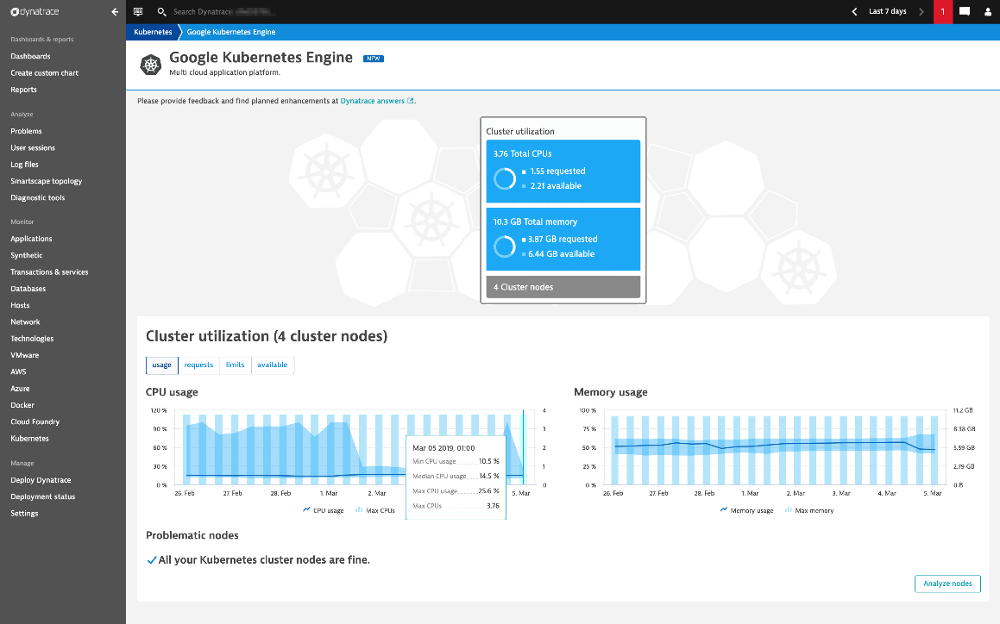 dynatrace
Dashboards & reports
Dashboards
Create custom chart
Reports
Analyze
Problems
User sessions
Log files
Smartscape topology
Diagnostic tools
Monitor
Applications
Synthetic
Transactions & services
Databases
Hosts
Network
Technologies
VMware
AWS
Azure
Docker
Cloud Foundry
Kubernetes
Manage
Deploy Dynatrace
Deployment status
Settings
Search Dynatrace
Last 7 days
1
Kubernetes
Google Kubernetes Engine
Google Kubernetes Engine NEW
Multi cloud application platform.
Please provide feedback and find planned enhancements at Dynatrace answers.
Cluster utilization
3.76 Total CPUs
1.55 requested
2.21 available
10.3 GB Total memory
3.87 GB requested
6.44 GB available
4 Cluster nodes
Cluster utilization (4 cluster nodes)
usage requests limits available
CPU usage
120 % 4
90 % 3
60 % 2
30 % 1
0 % 0
26. Feb 27. Feb 28. Feb 1. Mar 2. Mar 5. Mar
CPU usage Max CPUs
Mar 05 2019, 01:00
Min CPU usage 10.5 %
Median CPU usage 14.5 %
Max CPU usage 25.6 %
Max CPUs 3.76
Memory usage
100 % 11.2 GB
75 % 8.38 GB
50 % 5.59 GB
25 % 2.79 GB
0 % 0 B
26. Feb 27. Feb 28. Feb 1. Mar 2. Mar 3. Mar 4. Mar 5. Mar
Memory usage Max memory
Problematic nodes
All your Kubernetes cluster nodes are fine.
Analyze nodes